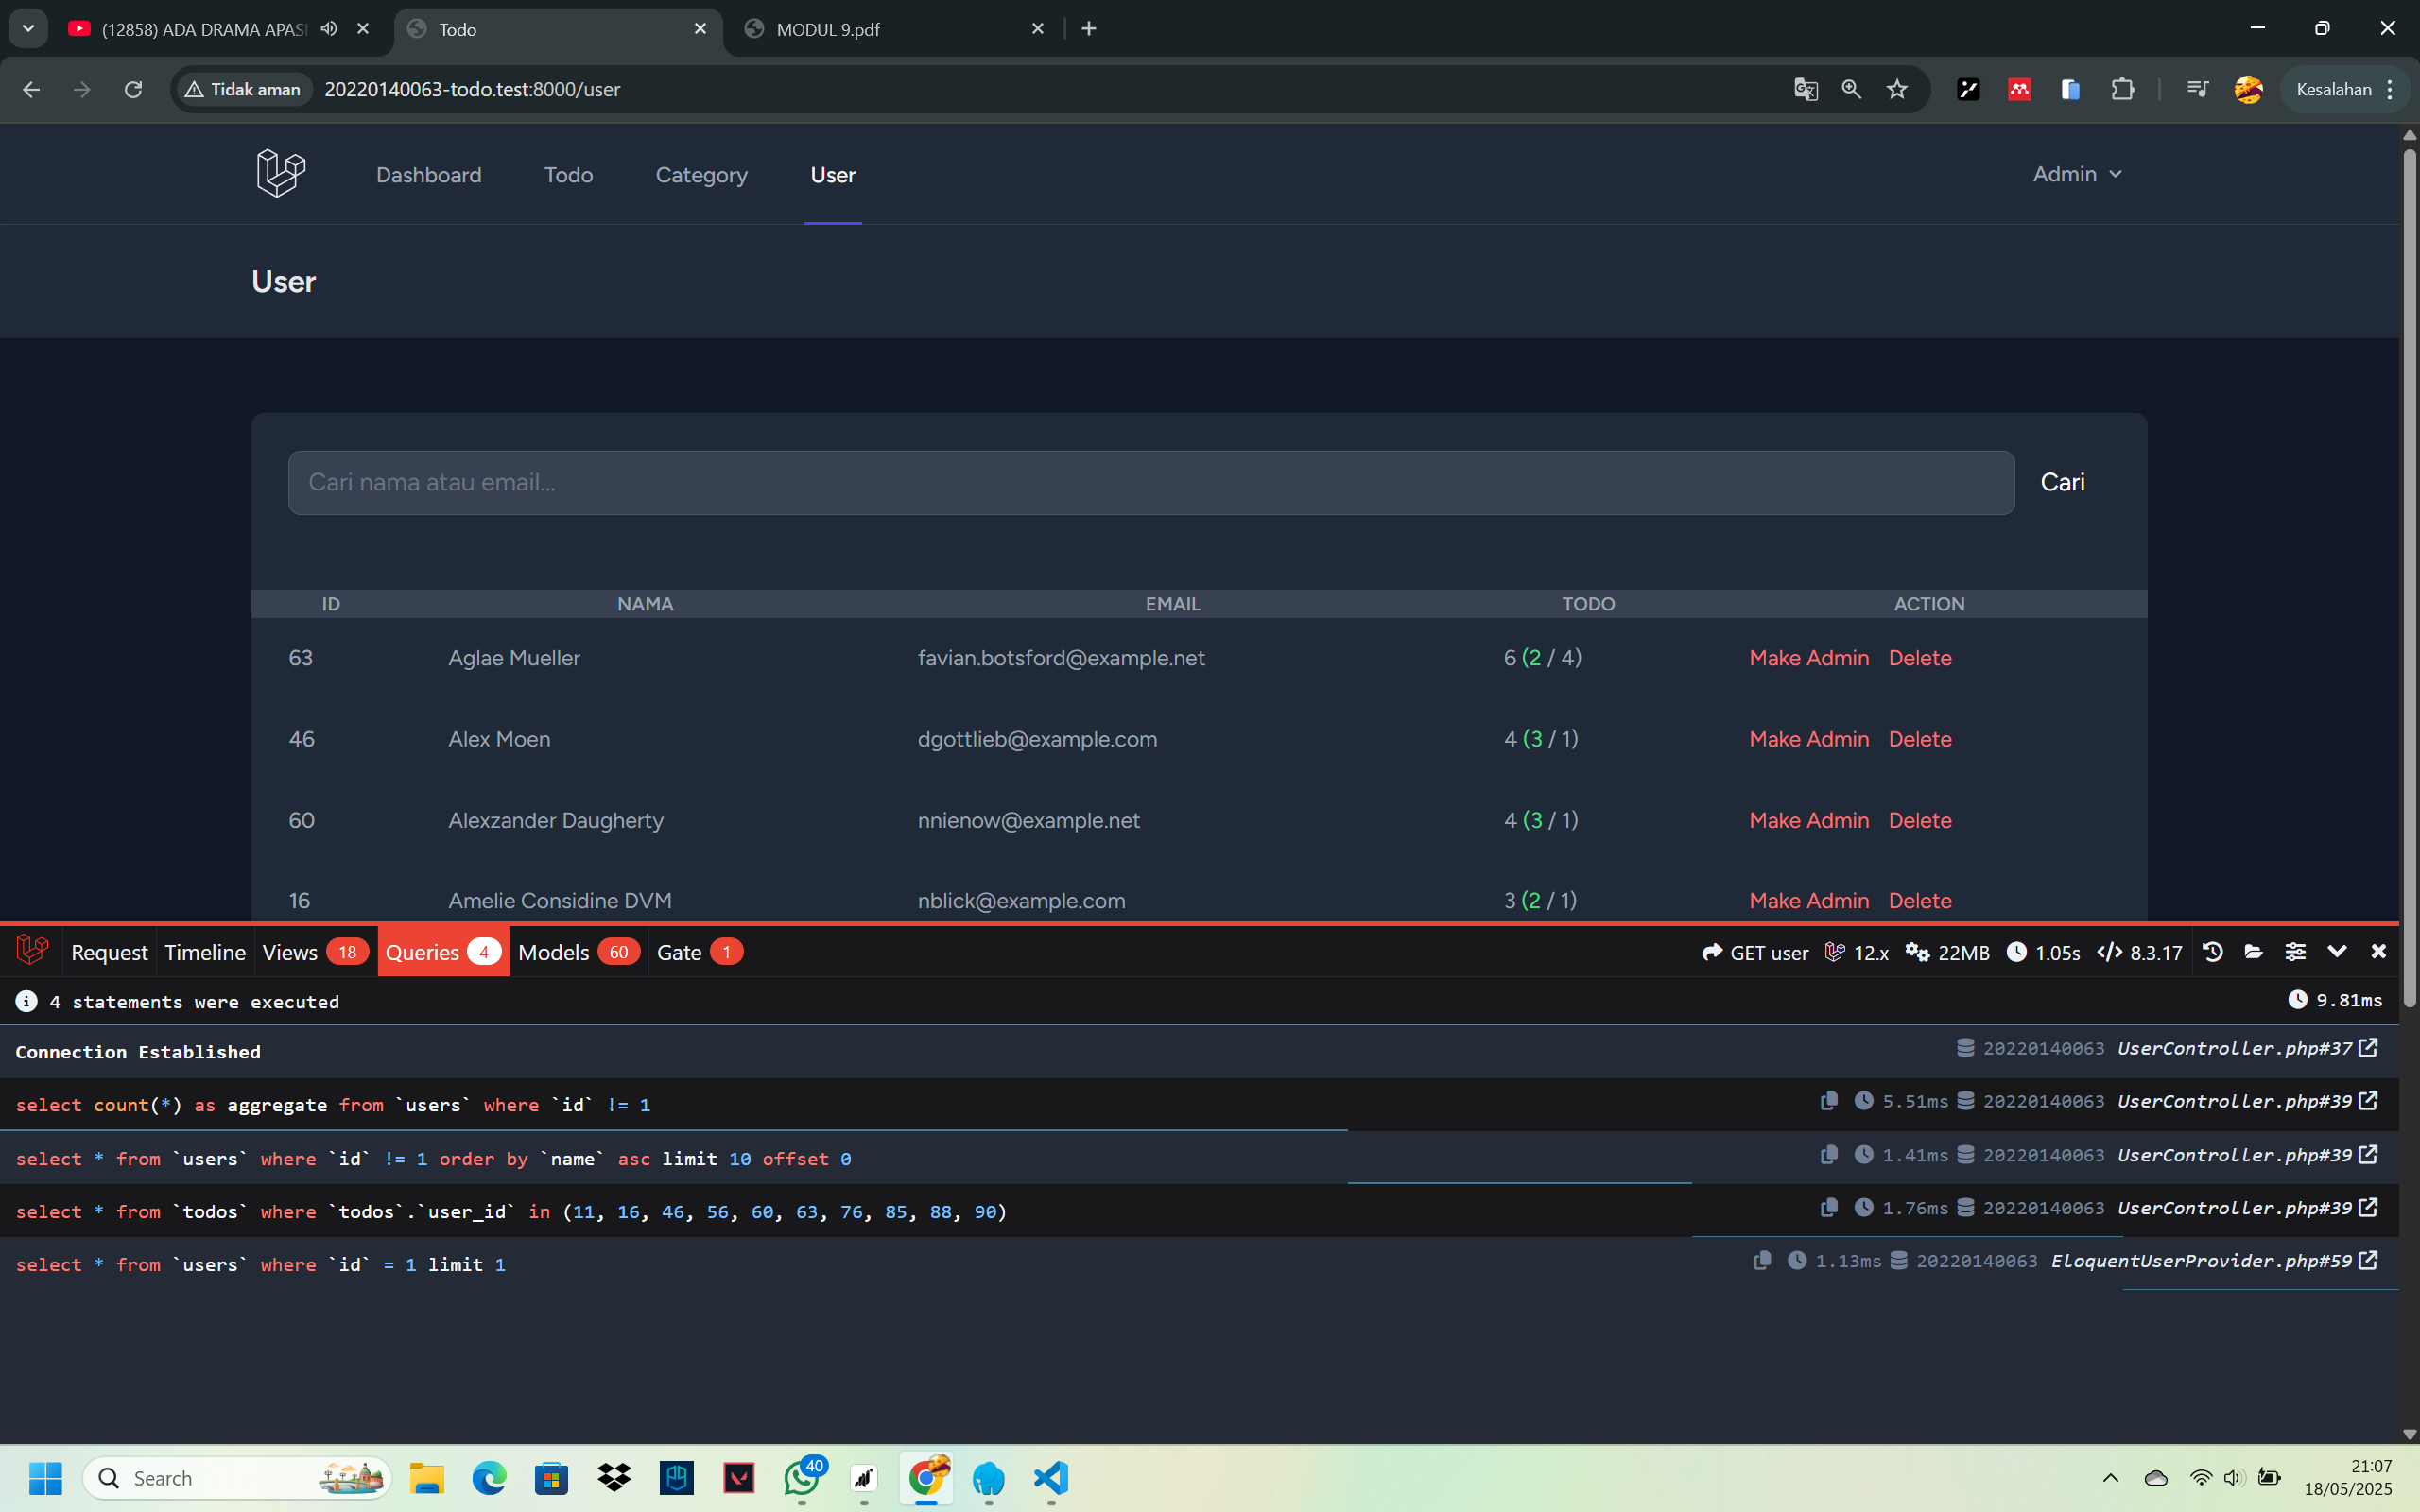 (12858) ADA DRAMA APASI
Todo
MODUL 9.pdf
Tidak aman
20220140063-todo.test:8000/user
Kesalahan
Dashboard
Todo
Category
User
Admin
User
Cari nama atau email...
Cari
ID NAMA EMAIL TODO ACTION
63 Aglae Mueller favian.botsford@example.net 6 (2 / 4) Make Admin Delete
46 Alex Moen dgottlieb@example.com 4 (3 / 1) Make Admin Delete
60 Alexzander Daugherty nnienow@example.net 4 (3 / 1) Make Admin Delete
16 Amelie Considine DVM nblick@example.com 3 (2 / 1) Make Admin Delete
Request Timeline Views 18 Queries 4 Models 60 Gate 1 GET user 12.x 22MB 1.05s 8.3.17
4 statements were executed 9.81ms
Connection Established 20220140063 UserController.php#37
select count(*) as aggregate from `users` where `id` != 1 5.51ms 20220140063 UserController.php#39
select * from `users` where `id` != 1 order by `name` asc limit 10 offset 0 1.41ms 20220140063 UserController.php#39
select * from `todos` where `todos`.`user_id` in (11, 16, 46, 56, 60, 63, 76, 85, 88, 90) 1.76ms 20220140063 UserController.php#39
select * from `users` where `id` = 1 limit 1 1.13ms 20220140063 EloquentUserProvider.php#59
Search
40
21:07
18/05/2025